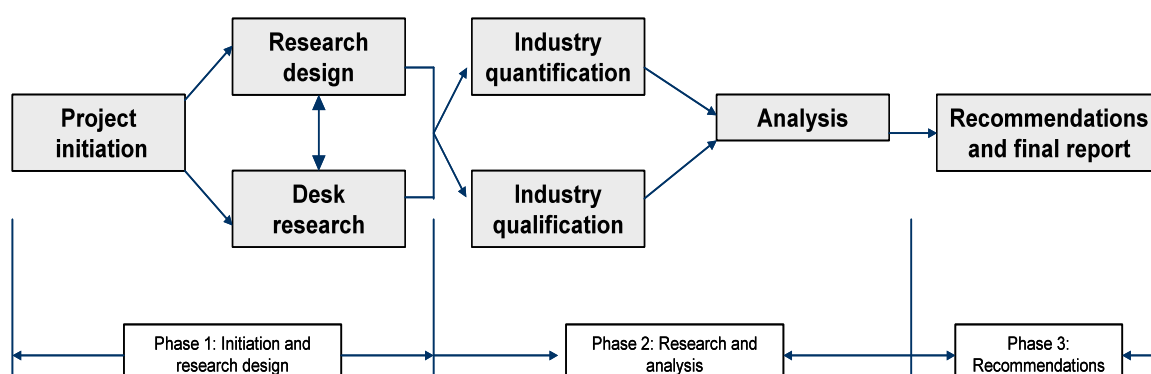 Research
design
Industry
quantification
Project
initiation
Analysis
Recommendations
and final report
Desk
research
Industry
qualification
Phase 1: Initiation and
research design
Phase 2: Research and
analysis
Phase 3:
Recommendations